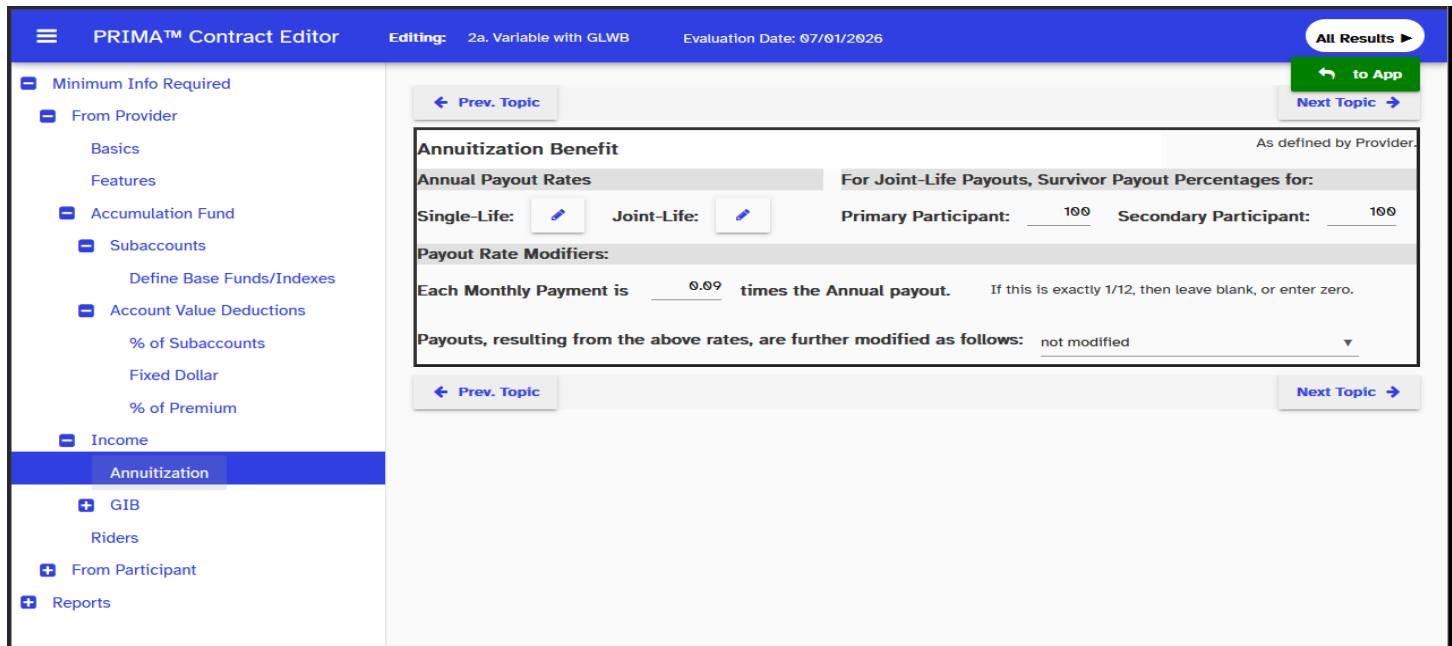 PRIMA™ Contract Editor Editing: 2a. Variable with GLWB Evaluation Date: 07/01/2026 All Results ►
to App
Minimum Info Required
From Provider
Basics
Features
Accumulation Fund
Subaccounts
Define Base Funds/Indexes
Account Value Deductions
% of Subaccounts
Fixed Dollar
% of Premium
Income
Annuitization
GIB
Riders
From Participant
Reports
← Prev. Topic Next Topic →
Annuitization Benefit As defined by Provider.
Annual Payout Rates For Joint-Life Payouts, Survivor Payout Percentages for:
Single-Life: Joint-Life: Primary Participant: 100 Secondary Participant: 100
Payout Rate Modifiers:
Each Monthly Payment is 0.09 times the Annual payout. If this is exactly 1/12, then leave blank, or enter zero.
Payouts, resulting from the above rates, are further modified as follows: not modified ▼
← Prev. Topic Next Topic →